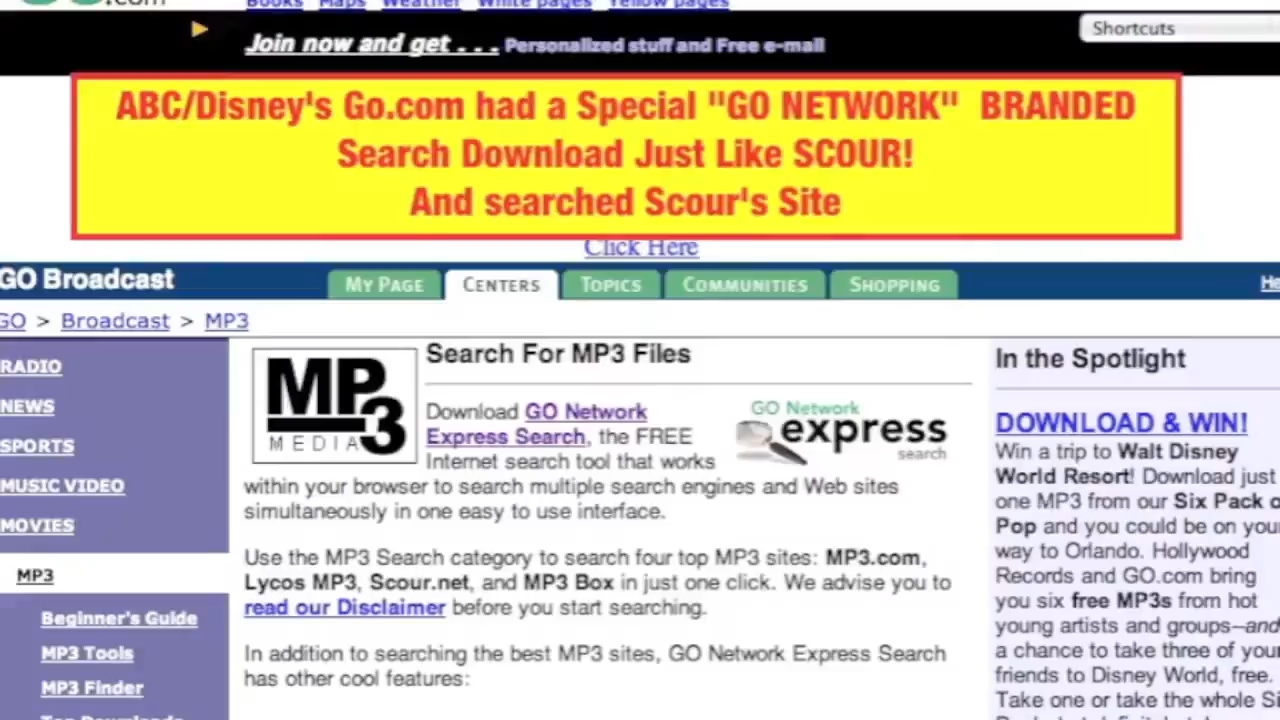 .com
Books Maps Weather White pages Yellow pages
Join now and get . . . Personalized stuff and Free e-mail
Shortcuts
ABC/Disney's Go.com had a Special "GO NETWORK" BRANDED
Search Download Just Like SCOUR!
And searched Scour's Site
Click Here
GO Broadcast
MY PAGE CENTERS TOPICS COMMUNITIES SHOPPING
GO > Broadcast > MP3
RADIO
NEWS
SPORTS
MUSIC VIDEO
MOVIES
MP3
Beginner's Guide
MP3 Tools
MP3 Finder
Top Downloads
MP3
MEDIA
Search For MP3 Files
Download GO Network
Express Search, the FREE
Internet search tool that works
GO Network
express
search
within your browser to search multiple search engines and Web sites
simultaneously in one easy to use interface.
Use the MP3 Search category to search four top MP3 sites: MP3.com,
Lycos MP3, Scour.net, and MP3 Box in just one click. We advise you to
read our Disclaimer before you start searching.
In addition to searching the best MP3 sites, GO Network Express Search
has other cool features:
In the Spotlight
DOWNLOAD & WIN!
Win a trip to Walt Disney
World Resort! Download just
one MP3 from our Six Pack o
Pop and you could be on your
way to Orlando. Hollywood
Records and GO.com bring
you six free MP3s from hot
young artists and groups—and
a chance to take three of your
friends to Disney World, free.
Take one or take the whole Si